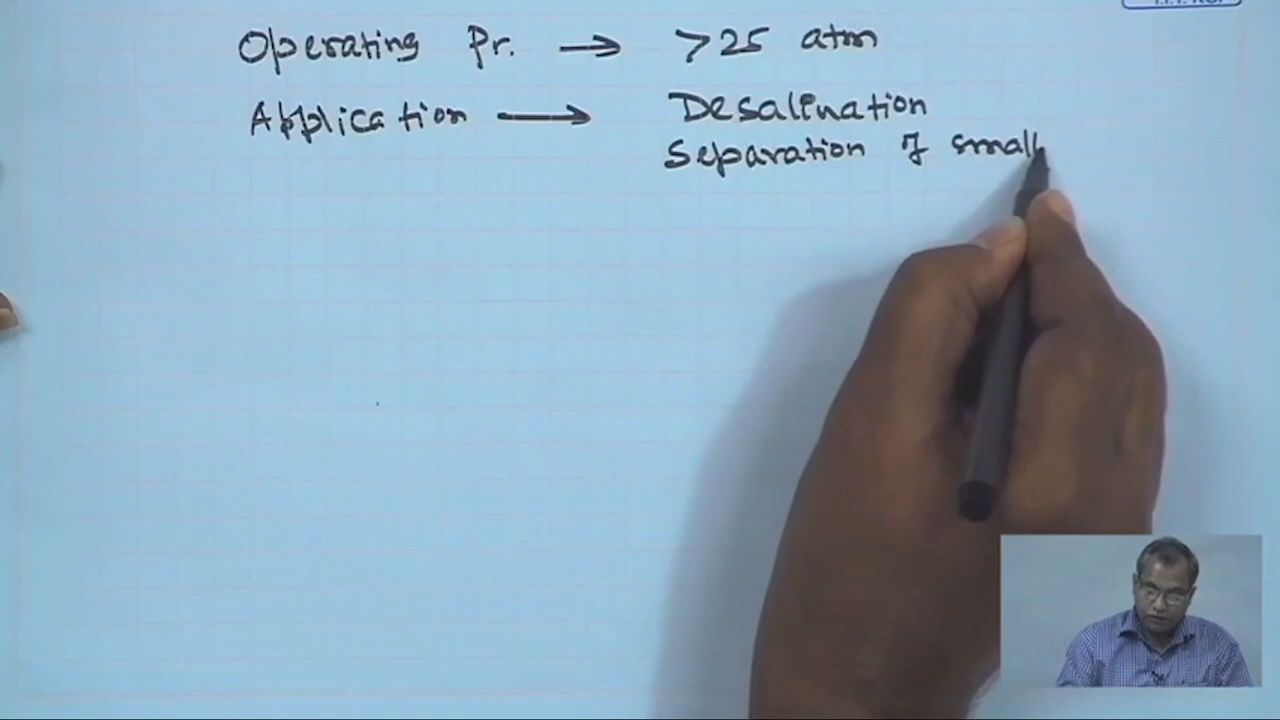 Operating Pr. → >25 atm
Application → Desalination
Separation of small